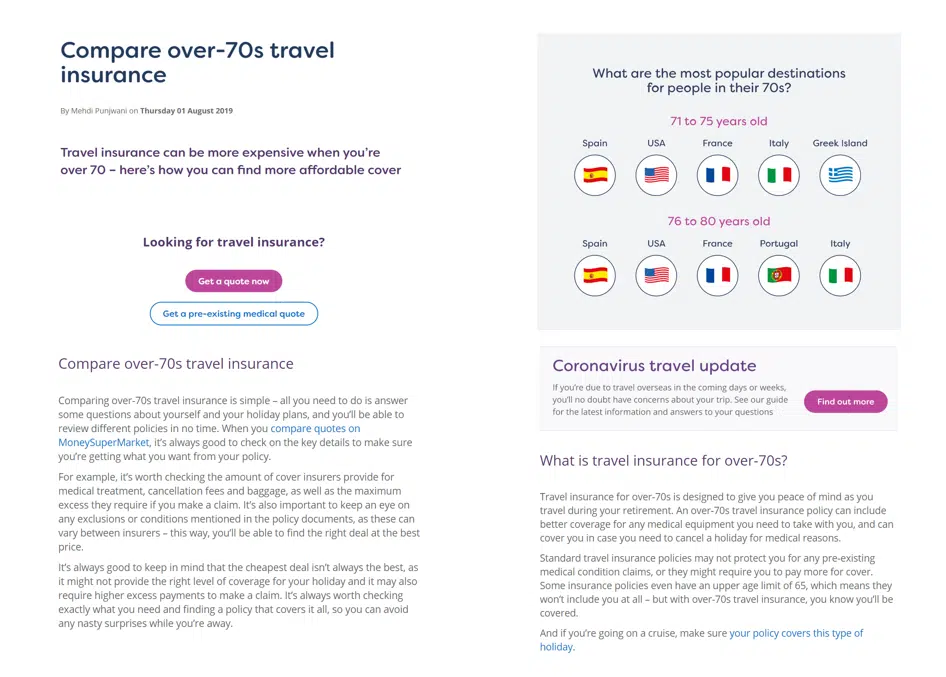 Compare over-70s travel
insurance
By Mehdi Punjwani on Thursday 01 August 2019
Travel insurance can be more expensive when you're
over 70 – here's how you can find more affordable cover
Looking for travel insurance?
Get a quote now
Get a pre-existing medical quote
Compare over-70s travel insurance
Comparing over-70s travel insurance is simple – all you need to do is answer
some questions about yourself and your holiday plans, and you'll be able to
review different policies in no time. When you compare quotes on
MoneySuperMarket, it's always good to check on the key details to make sure
you're getting what you want from your policy.
For example, it's worth checking the amount of cover insurers provide for
medical treatment, cancellation fees and baggage, as well as the maximum
excess they require if you make a claim. It's also important to keep an eye on
any exclusions or conditions mentioned in the policy documents, as these can
vary between insurers – this way, you'll be able to find the right deal at the best
price.
It's always good to keep in mind that the cheapest deal isn't always the best, as
it might not provide the right level of coverage for your holiday and it may also
require higher excess payments to make a claim. It's always worth checking
exactly what you need and finding a policy that covers it all, so you can avoid
any nasty surprises while you're away.
What are the most popular destinations
for people in their 70s?
71 to 75 years old
Spain USA France Italy Greek Island
76 to 80 years old
Spain USA France Portugal Italy
Coronavirus travel update
If you're due to travel overseas in the coming days or weeks,
you'll no doubt have concerns about your trip. See our guide
for the latest information and answers to your questions
Find out more
What is travel insurance for over-70s?
Travel insurance for over-70s is designed to give you peace of mind as you
travel during your retirement. An over-70s travel insurance policy can include
better coverage for any medical equipment you need to take with you, and can
cover you in case you need to cancel a holiday for medical reasons.
Standard travel insurance policies may not protect you for any pre-existing
medical condition claims, or they might require you to pay more for cover.
Some insurance policies even have an upper age limit of 65, which means they
won't include you at all – but with over-70s travel insurance, you know you'll be
covered.
And if you're going on a cruise, make sure your policy covers this type of
holiday.